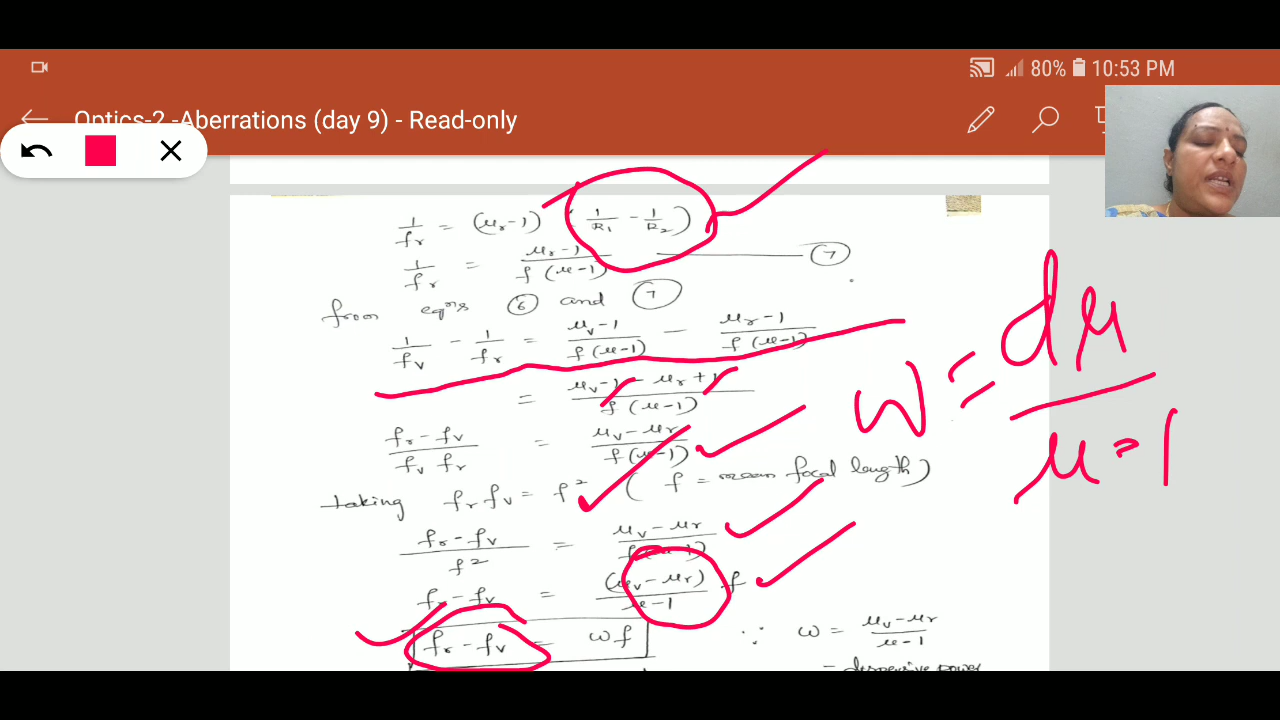 80% 10:53 PM
Optics-2 -Aberrations (day 9) - Read-only
1/fr = (μr-1) (1/R1 - 1/R2)
1/fr = μr-1 / f(μ-1) ——— 7
from eqns 6 and 7
1/fv - 1/fr = μv-1 / f(μ-1) - μr-1 / f(μ-1)
= μv-1 - μr+1 / f(μ-1)
fr-fv / fv fr = μv-μr / f(μ-1)
taking fr fv = f² ( f = mean focal length)
fr-fv / f² = μv-μr / f(μ-1)
fr-fv = (μv-μr) / μ-1 f
fr-fv = ωf ∵ ω = μv-μr / μ-1
- dispersive power
W = dμ / μ-1